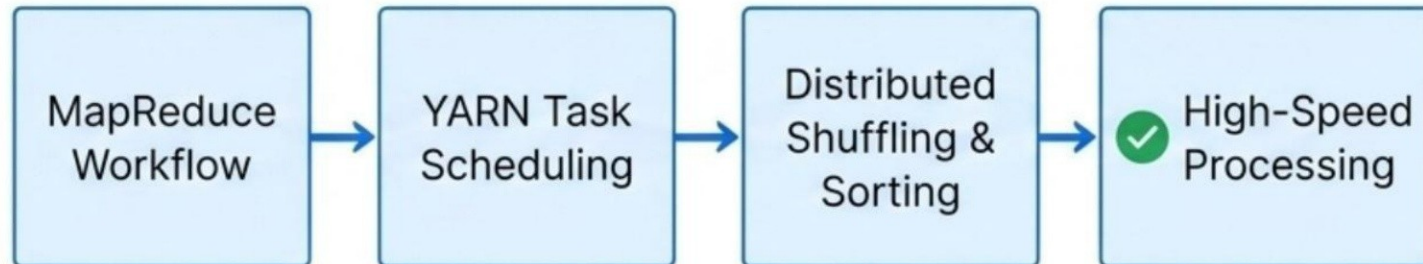 MapReduce
Workflow
YARN Task
Scheduling
Distributed
Shuffling &
Sorting
High-Speed
Processing